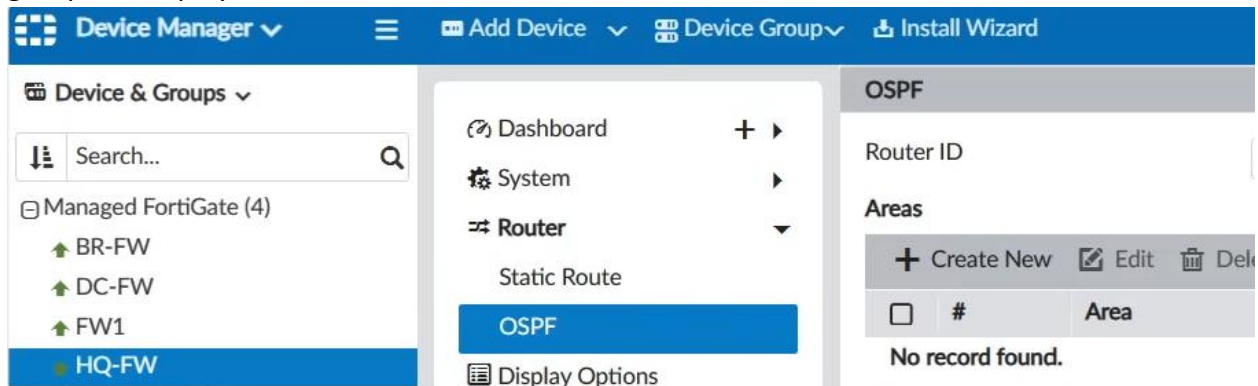 Device Manager
Add Device
Device Group
Install Wizard
Device & Groups
Search...
Managed FortiGate (4)
BR-FW
DC-FW
FW1
HQ-FW
Dashboard
System
Router
Static Route
OSPF
Display Options
OSPF
Router ID
Areas
Create New Edit Dele
# Area
No record found.